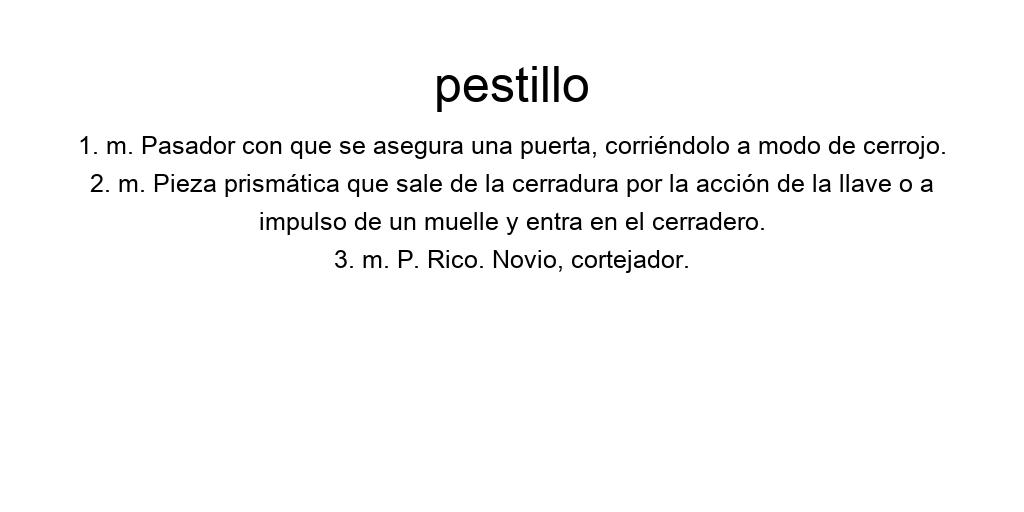 pestillo
1. m. Pasador con que se asegura una puerta, corriéndolo a modo de cerrojo.
2. m. Pieza prismática que sale de la cerradura por la acción de la llave o a
impulso de un muelle y entra en el cerradero.
3. m. P. Rico. Novio, cortejador.